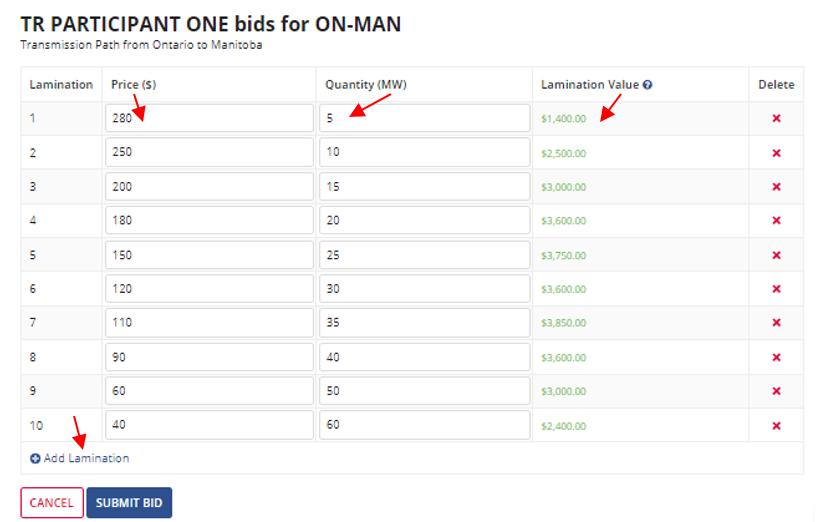 TR PARTICIPANT ONE bids for ON-MAN
Transmission Path from Ontario to Manitoba
Lamination Price ($) Quantity (MW) Lamination Value Delete
1 280 5 $1,400.00
2 250 10 $2,500.00
3 200 15 $3,000.00
4 180 20 $3,600.00
5 150 25 $3,750.00
6 120 30 $3,600.00
7 110 35 $3,850.00
8 90 40 $3,600.00
9 60 50 $3,000.00
10 40 60 $2,400.00
Add Lamination
CANCEL SUBMIT BID